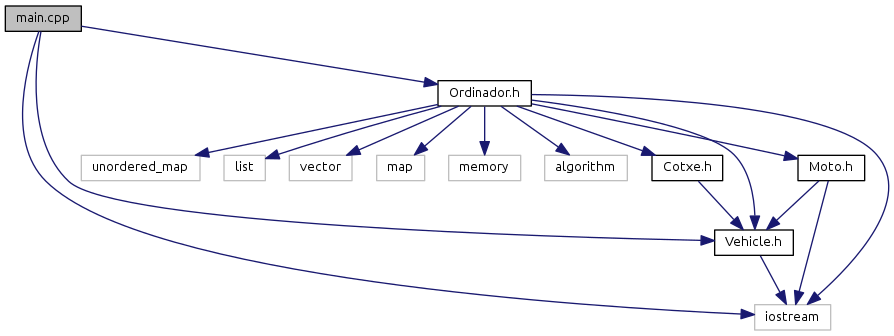 main.cpp
Ordinador.h
unordered_map
list
vector
map
memory
algorithm
Cotxe.h
Moto.h
Vehicle.h
iostream